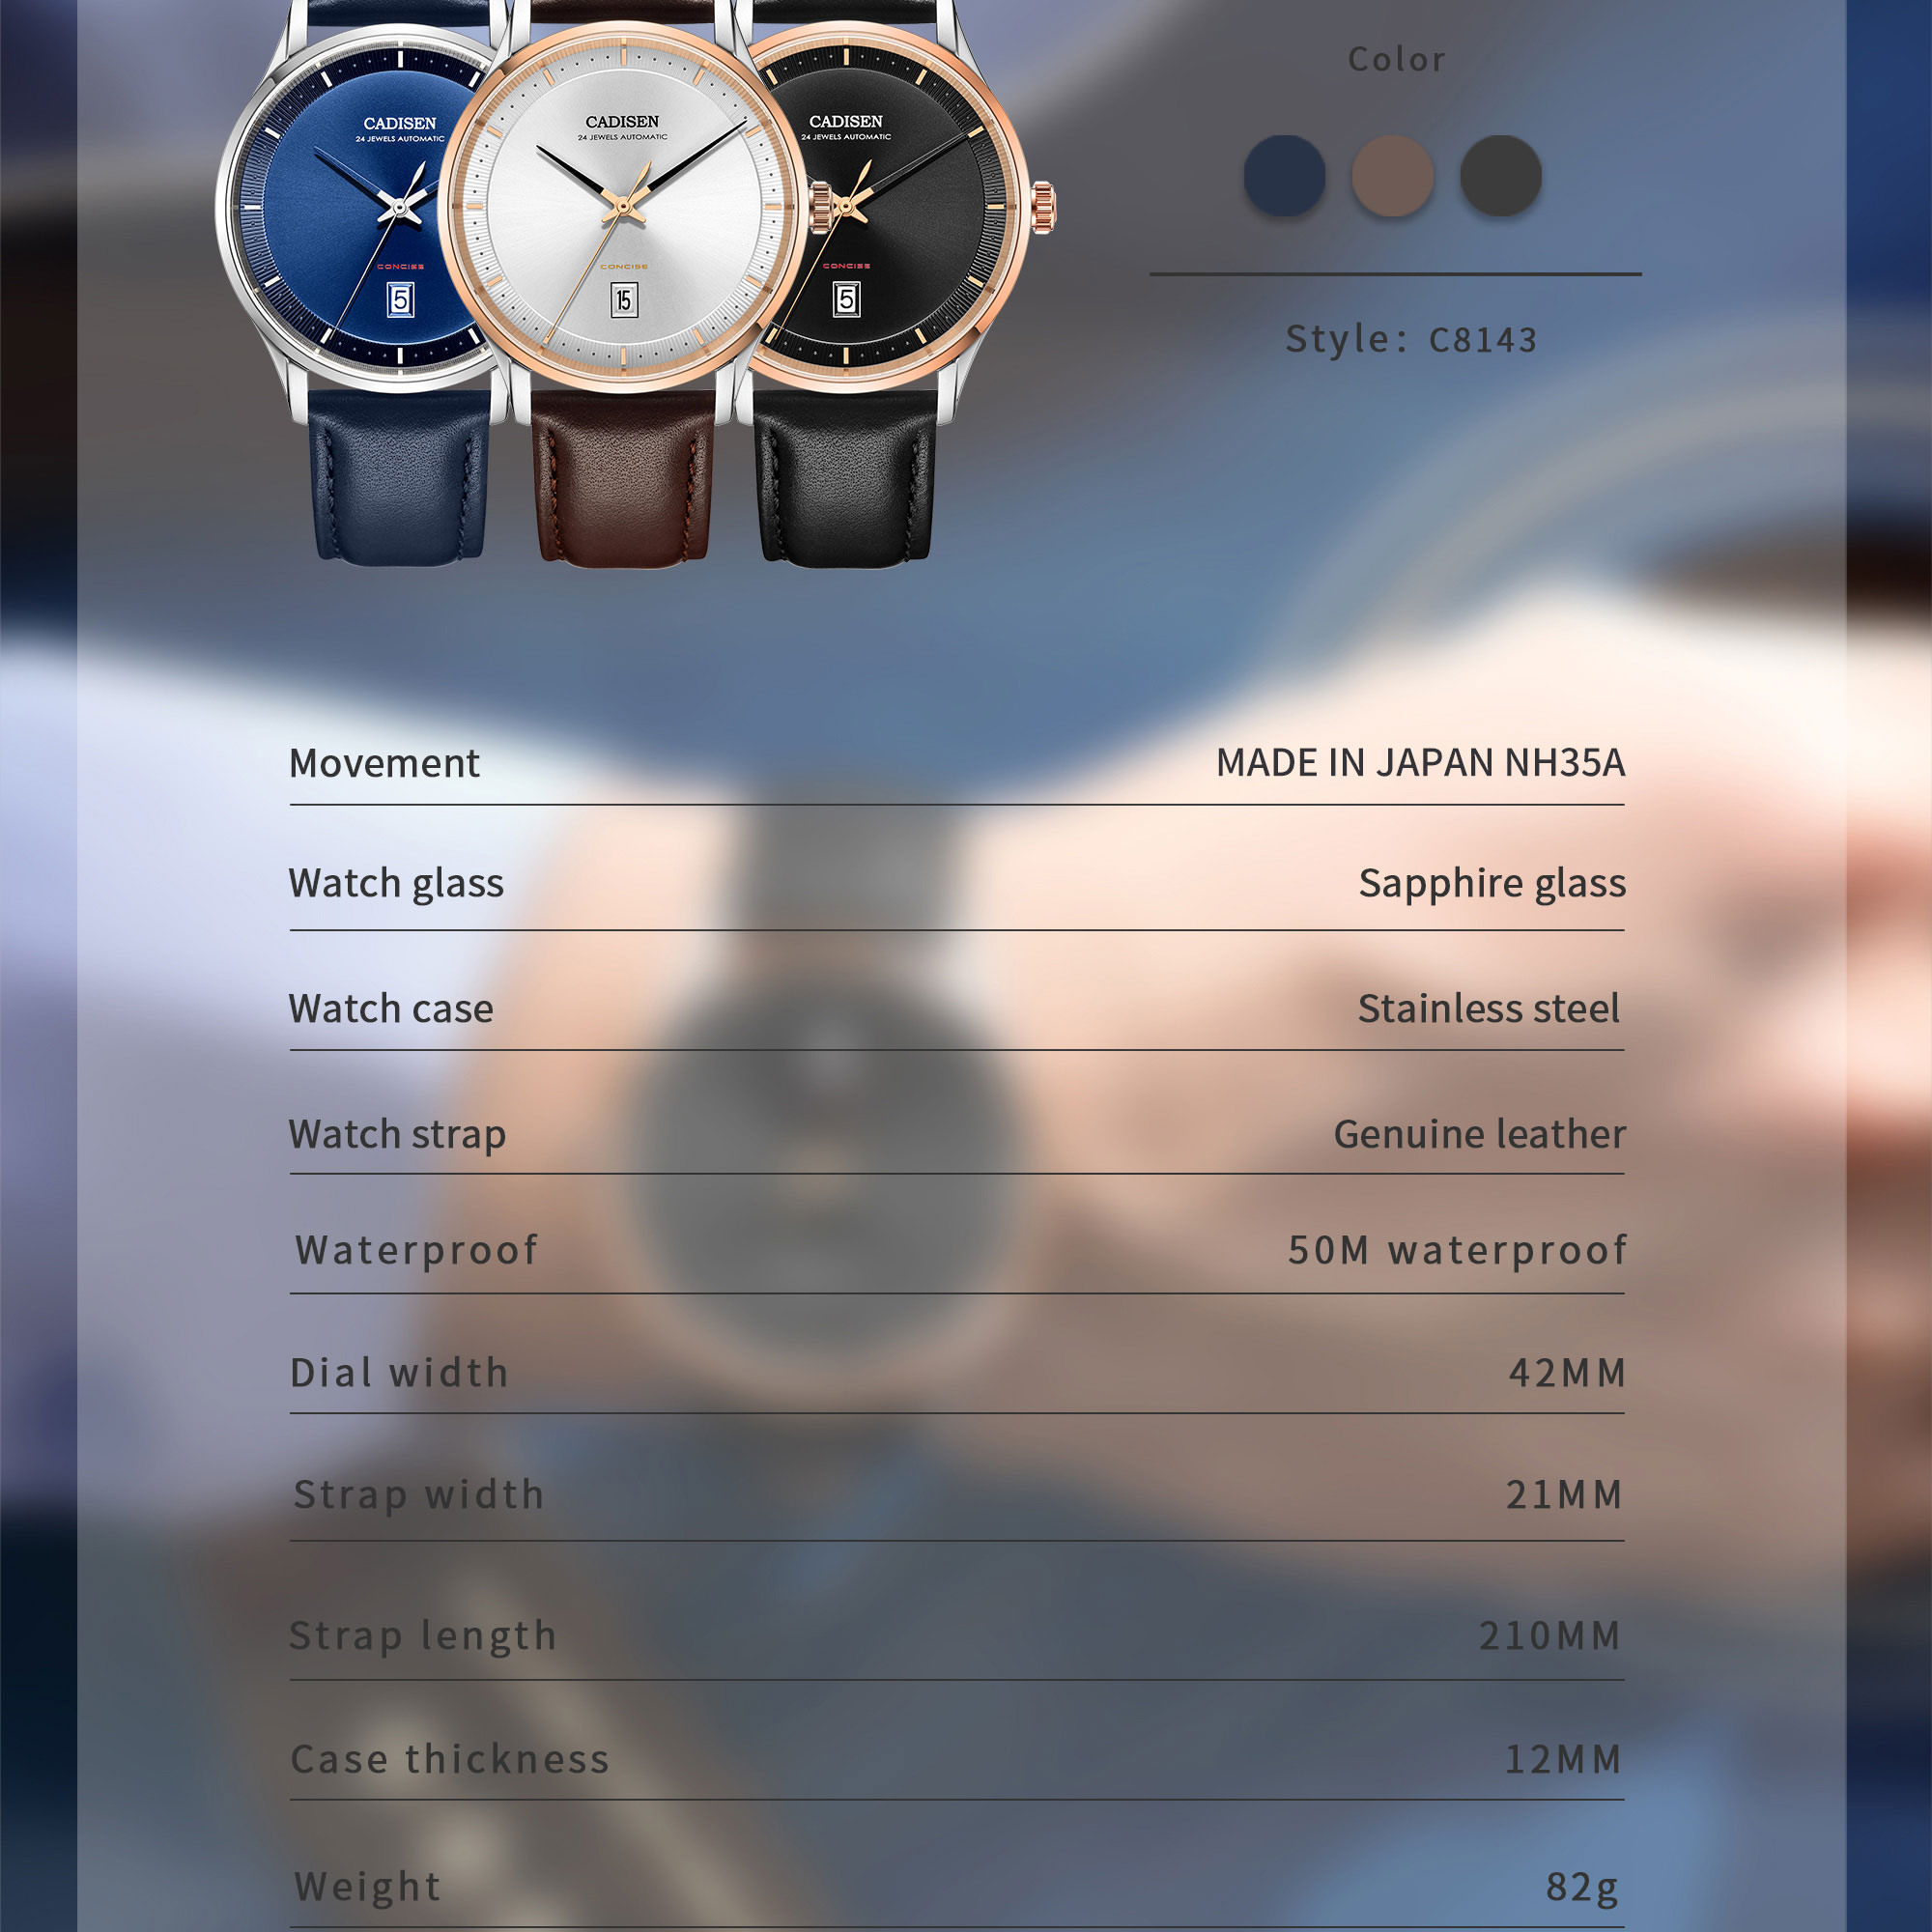 CADISEN
24 JEWELS AUTOMATIC
CONCISE
5
CADISEN
24 JEWELS AUTOMATIC
CONCISE
15
CADISEN
24 JEWELS AUTOMATIC
CONCISE
5
Color
Style: C8143
Movement MADE IN JAPAN NH35A
Watch glass Sapphire glass
Watch case Stainless steel
Watch strap Genuine leather
Waterproof 50M waterproof
Dial width 42MM
Strap width 21MM
Strap length 210MM
Case thickness 12MM
Weight 82g